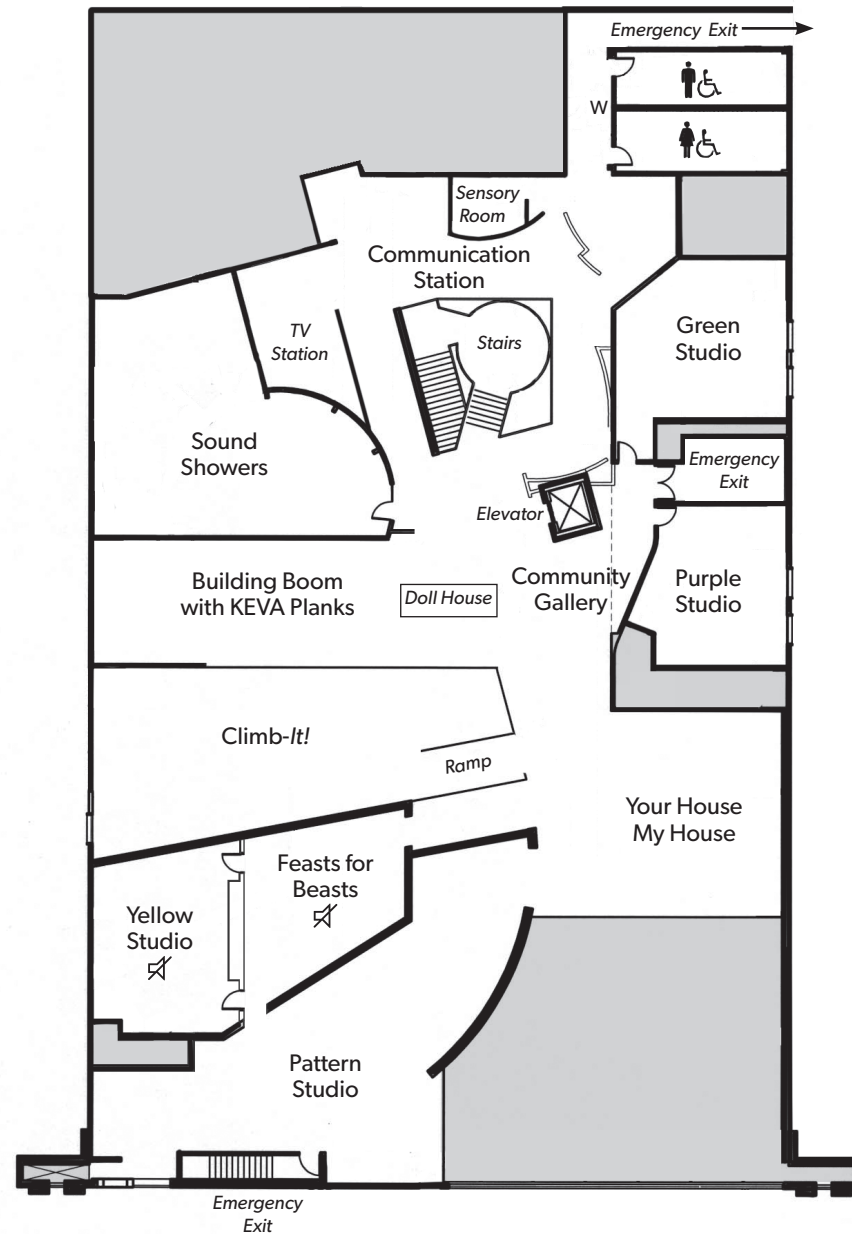 Emergency Exit
W
Sensory
Room
Communication
Station
TV
Station
Stairs
Green
Studio
Sound
Showers
Emergency
Exit
Elevator
Building Boom
with KEVA Planks
Doll House
Community
Gallery
Purple
Studio
Climb-It!
Ramp
Your House
My House
Feasts for
Beasts
Yellow
Studio
Pattern
Studio
Emergency
Exit